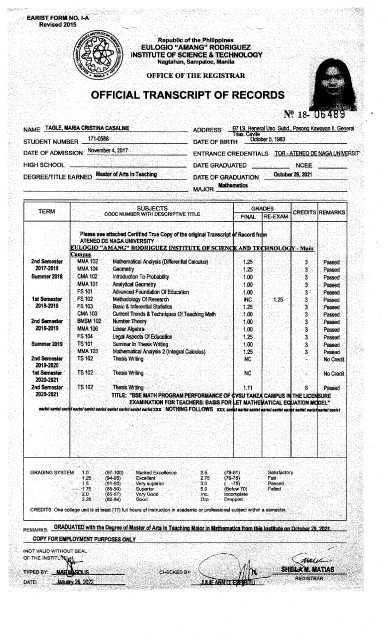 EARIST FORM NO. I-A
Revised 2015
Republic of the Philippines
EULOGIO "AMANG" RODRIGUEZ
INSTITUTE OF SCIENCE & TECHNOLOGY
Nagtahan, Sampaloc, Manila
OFFICE OF THE REGISTRAR
OFFICIAL TRANSCRIPT OF RECORDS
Nº 18- 06489
NAME TAGLE, MARIA CRISTINA CASALME
ADDRESS B7 L9, Heneral Uno Subd., Pasong Kawayan II, General Trias, Cavite
STUDENT NUMBER 171-0588
DATE OF BIRTH October 5, 1983
DATE OF ADMISSION November 4, 2017
ENTRANCE CREDENTIALS TOR - ATENEO DE NAGA UNIVERSITY
HIGH SCHOOL
DATE GRADUATED NCEE
DEGREE/TITLE EARNED Master of Arts in Teaching
DATE OF GRADUATION October 29, 2021
MAJOR Mathematics
TERM SUBJECTS GRADES CREDITS REMARKS
CODE NUMBER WITH DESCRIPTIVE TITLE FINAL RE-EXAM
Please see attached Certified True Copy of the original Transcript of Record from
ATENEO DE NAGA UNIVERSITY
EULOGIO "AMANG" RODRIGUEZ INSTITUTE OF SCIENCE AND TECHNOLOGY - Main
Campus
2nd Semester MMA 102 Mathematical Analysis (Differential Calculus) 1.25 3 Passed
2017-2018 MMA 104 Geometry 1.25 3 Passed
Summer 2018 CMA 102 Introduction To Probability 1.00 3 Passed
MMA 101 Analytical Geometry 1.00 3 Passed
FS 101 Advanced Foundation Of Education 1.00 3 Passed
1st Semester FS 102 Methodology Of Research INC 1.25 3 Passed
2018-2019 FS 103 Basic & Inferential Statistics 1.25 3 Passed
CMA 103 Current Trends & Techniques Of Teaching Math 1.00 3 Passed
2nd Semester MMSM 102 Number Theory 1.00 3 Passed
2018-2019 MMA 106 Linear Algebra 1.00 3 Passed
FS 104 Legal Aspects Of Education 1.25 3 Passed
Summer 2019 TS 101 Seminar In Thesis Writing 1.00 3 Passed
MMA 103 Mathematical Analysis 2 (Integral Calculus) 1.25 3 Passed
2nd Semester TS 102 Thesis Writing NC No Credit
2019-2020
1st Semester TS 102 Thesis Writing NC No Credit
2020-2021
2nd Semester TS 102 Thesis Writing 1.11 6 Passed
2020-2021 TITLE: "BSE MATH PROGRAM PERFORMANCE OF CVSU TANZA CAMPUS IN THE LICENSURE
EXAMINATION FOR TEACHERS: BASIS FOR LET MATHEMATICAL EQUATION MODEL"
NOTHING FOLLOWS
GRADING SYSTEM: 1.0 (97-100) Marked Excellence 2.5 (79-81) Satisfactory
1.25 (94-96) Excellent 2.75 (76-78) Fair
1.5 (91-93) Very superior 3.0 (75) Passed
1.75 (88-90) Superior 5.0 (below 70) Failed
2.0 (85-87) Very Good Inc. Incomplete
2.25 (82-84) Good Drp Dropped
CREDITS: One college unit is at least (17) full hours of instruction in academic or professional subject within a semester.
REMARKS: GRADUATED with the Degree of Master of Arts in Teaching Major in Mathematics from this institution on October 29, 2021.
COPY FOR EMPLOYMENT PURPOSES ONLY
(NOT VALID WITHOUT SEAL
OF THE INSTITUTE)
TYPED BY:
CHECKED BY:
SHEILA M. MATIAS
REGISTRAR
DATE: January 28, 2022